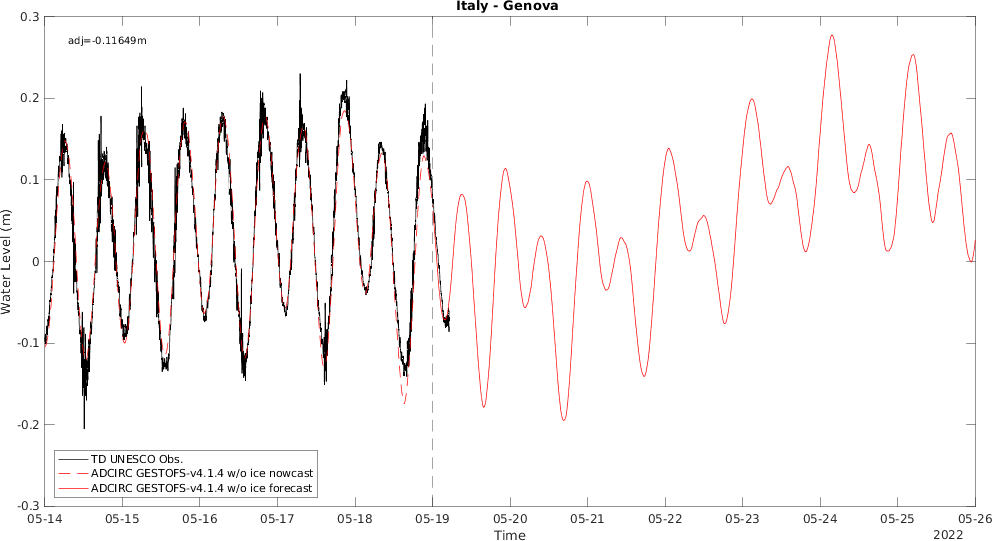 Italy - Genova
adj=-0.11649m
0.3
0.2
0.1
0
-0.1
-0.2
-0.3
Water Level (m)
TD UNESCO Obs.
ADCIRC GESTOFS-v4.1.4 w/o ice nowcast
ADCIRC GESTOFS-v4.1.4 w/o ice forecast
05-14 05-15 05-16 05-17 05-18 05-19 05-20 05-21 05-22 05-23 05-24 05-25 05-26
Time
2022